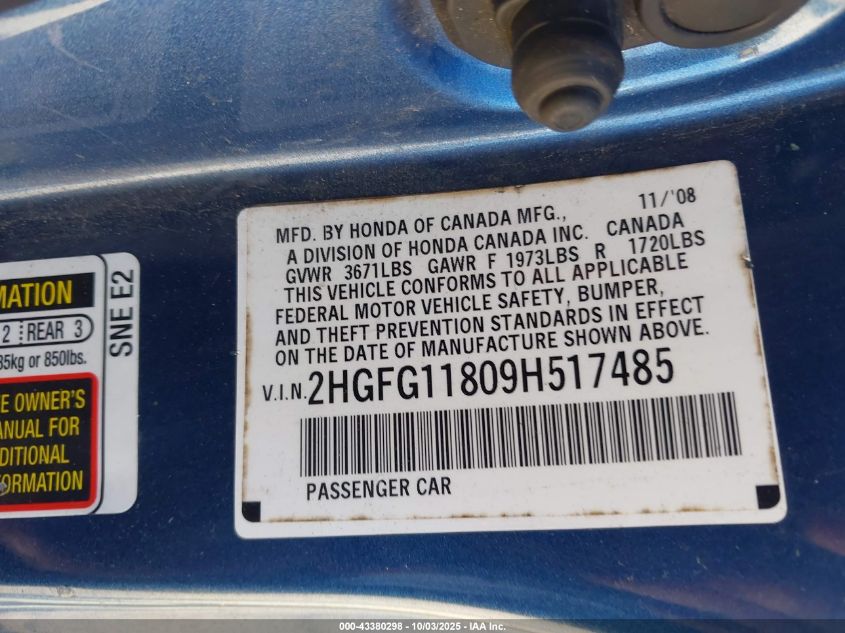 MATION
2 REAR 3
85kg or 850lbs.
E OWNER'S
ANUAL FOR
DITIONAL
FORMATION
SNE E2
11/'08
MFD. BY HONDA OF CANADA MFG.,
A DIVISION OF HONDA CANADA INC. CANADA
GVWR 3671LBS GAWR F 1973LBS R 1720LBS
THIS VEHICLE CONFORMS TO ALL APPLICABLE
FEDERAL MOTOR VEHICLE SAFETY, BUMPER,
AND THEFT PREVENTION STANDARDS IN EFFECT
ON THE DATE OF MANUFACTURE SHOWN ABOVE.
V.I.N. 2HGFG11809H517485
PASSENGER CAR
000-43380298 - 10/03/2025 - IAA Inc.